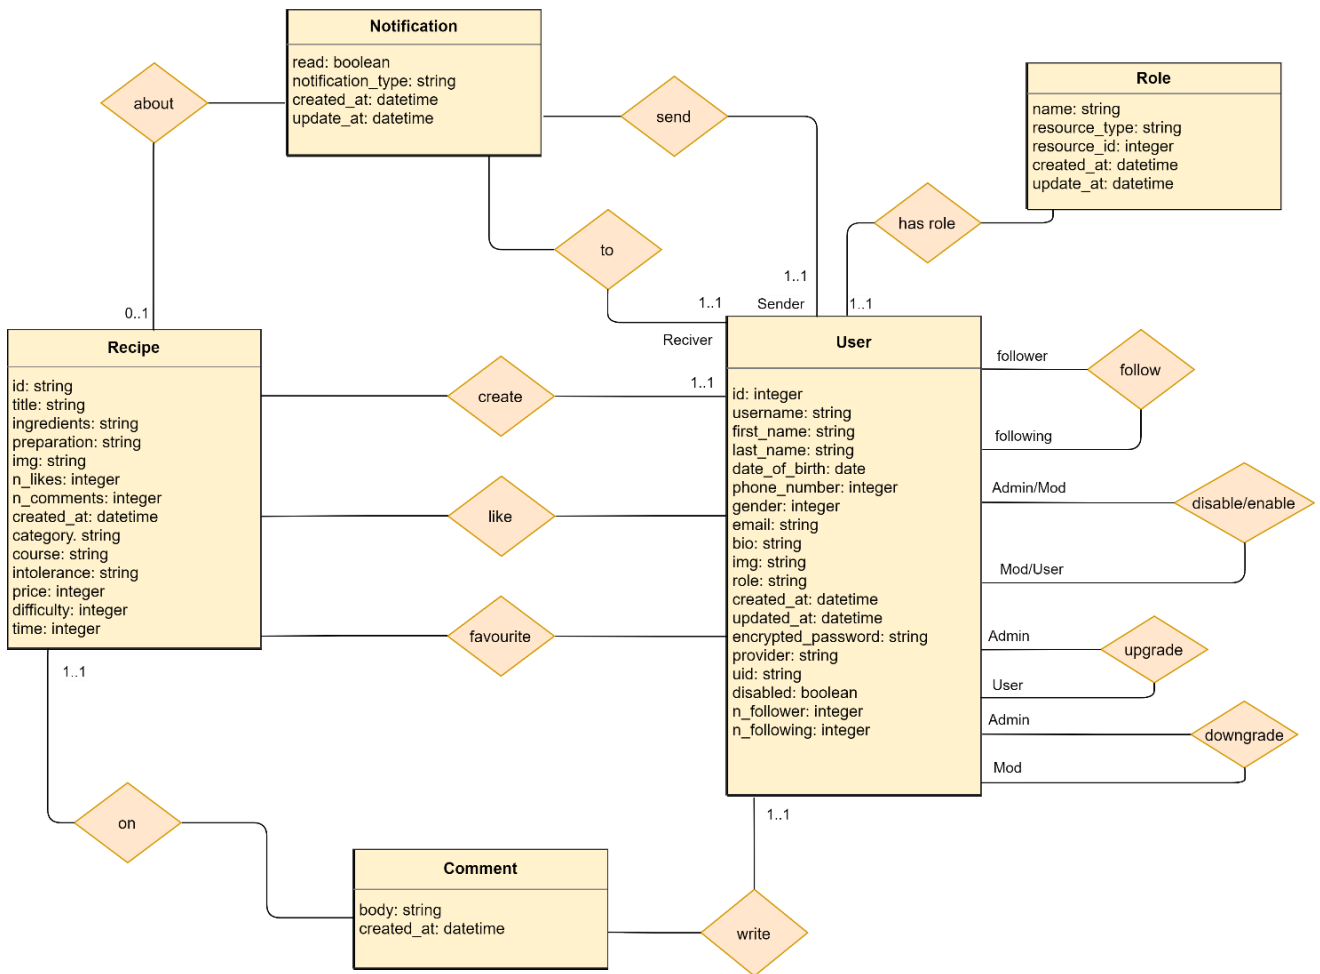 Notification
read: boolean
notification_type: string
created_at: datetime
update_at: datetime
about
send
Role
name: string
resource_type: string
resource_id: integer
created_at: datetime
update_at: datetime
has role
to
1..1
Sender
1..1
1..1
Reciver
0..1
Recipe
id: string
title: string
ingredients: string
preparation: string
img: string
n_likes: integer
n_comments: integer
created_at: datetime
category. string
course: string
intolerance: string
price: integer
difficulty: integer
time: integer
create
1..1
like
favourite
User
id: integer
username: string
first_name: string
last_name: string
date_of_birth: date
phone_number: integer
gender: integer
email: string
bio: string
img: string
role: string
created_at: datetime
updated_at: datetime
encrypted_password: string
provider: string
uid: string
disabled: boolean
n_follower: integer
n_following: integer
follower
follow
following
Admin/Mod
disable/enable
Mod/User
Admin
upgrade
User
Admin
downgrade
Mod
1..1
1..1
on
Comment
body: string
created_at: datetime
write